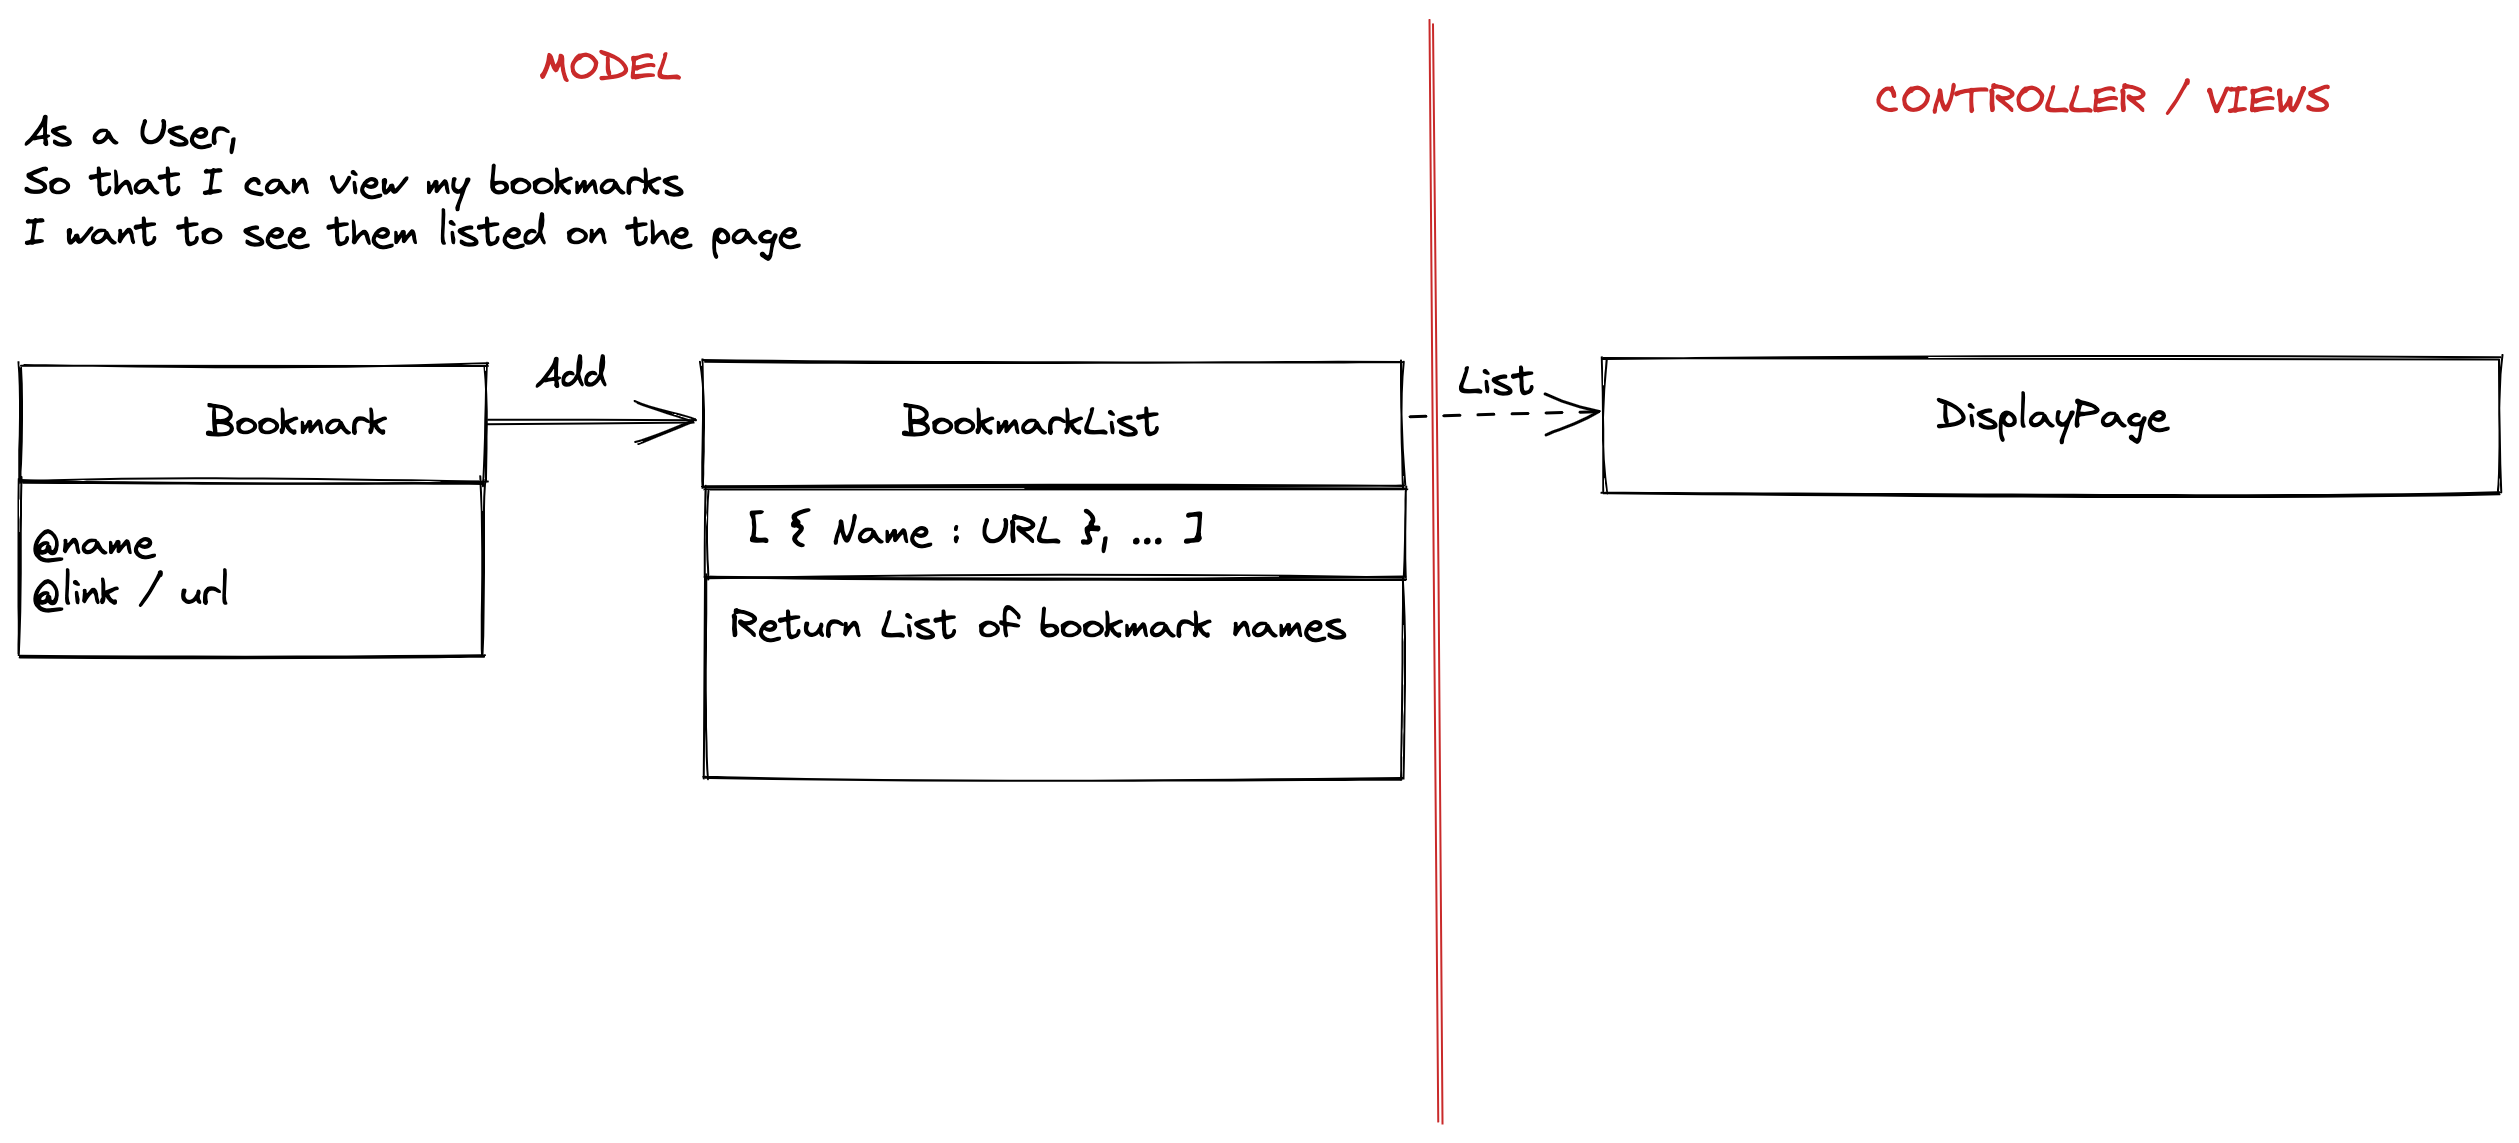 MODEL
CONTROLLER / VIEWS
As a User,
So that I can view my bookmarks
I want to see them listed on the page
Bookmark
Add
BookmarkList
List
DisplayPage
@name
@link / url
[ { Name : URL }, ... ]
Return List of bookmark names